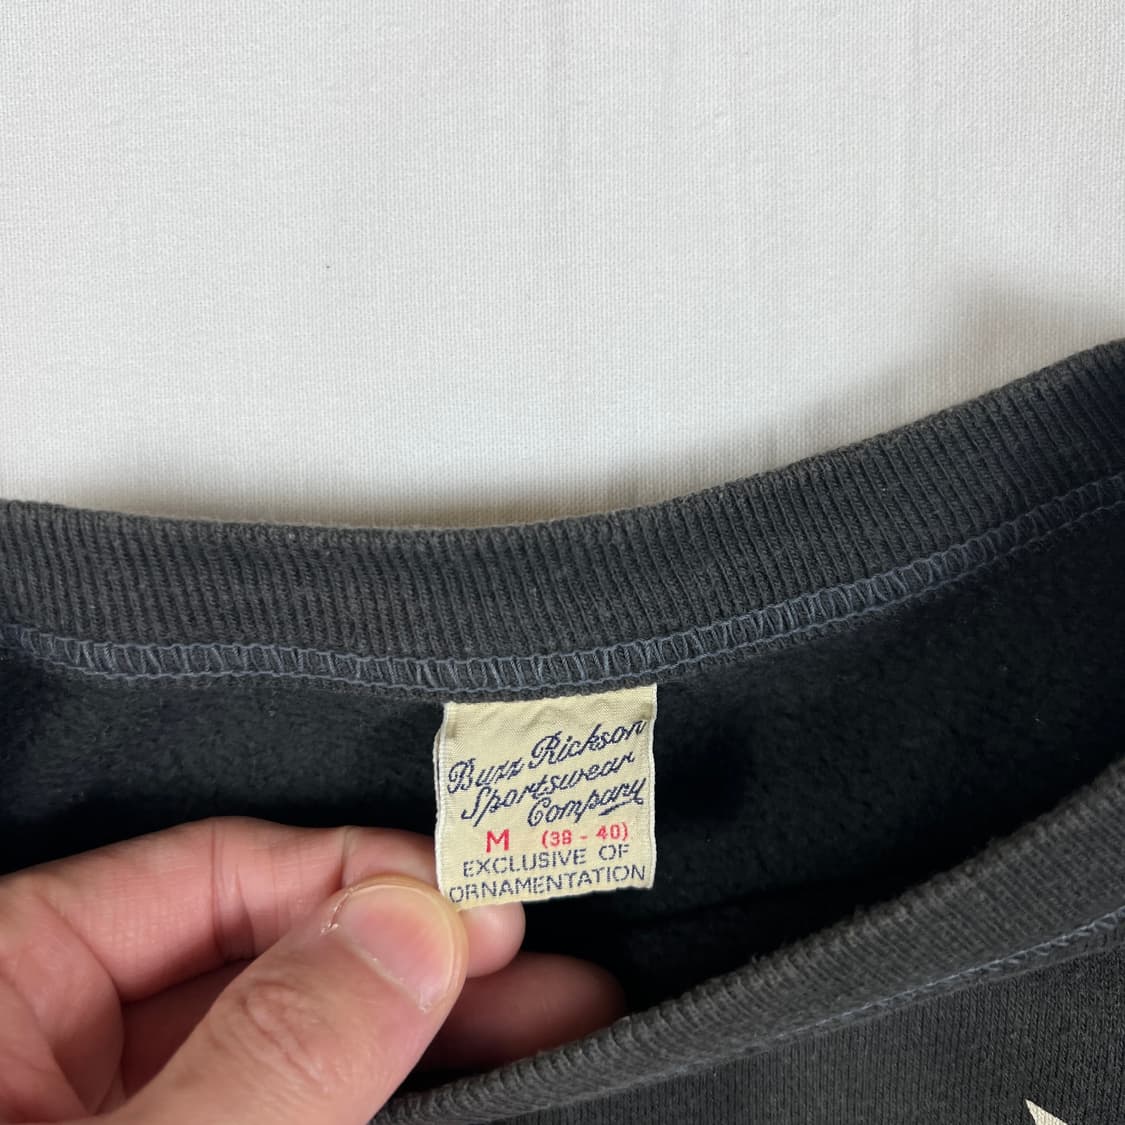 Buzz Rickson
Sportswear
Company
M (38 - 40)
EXCLUSIVE OF
ORNAMENTATION